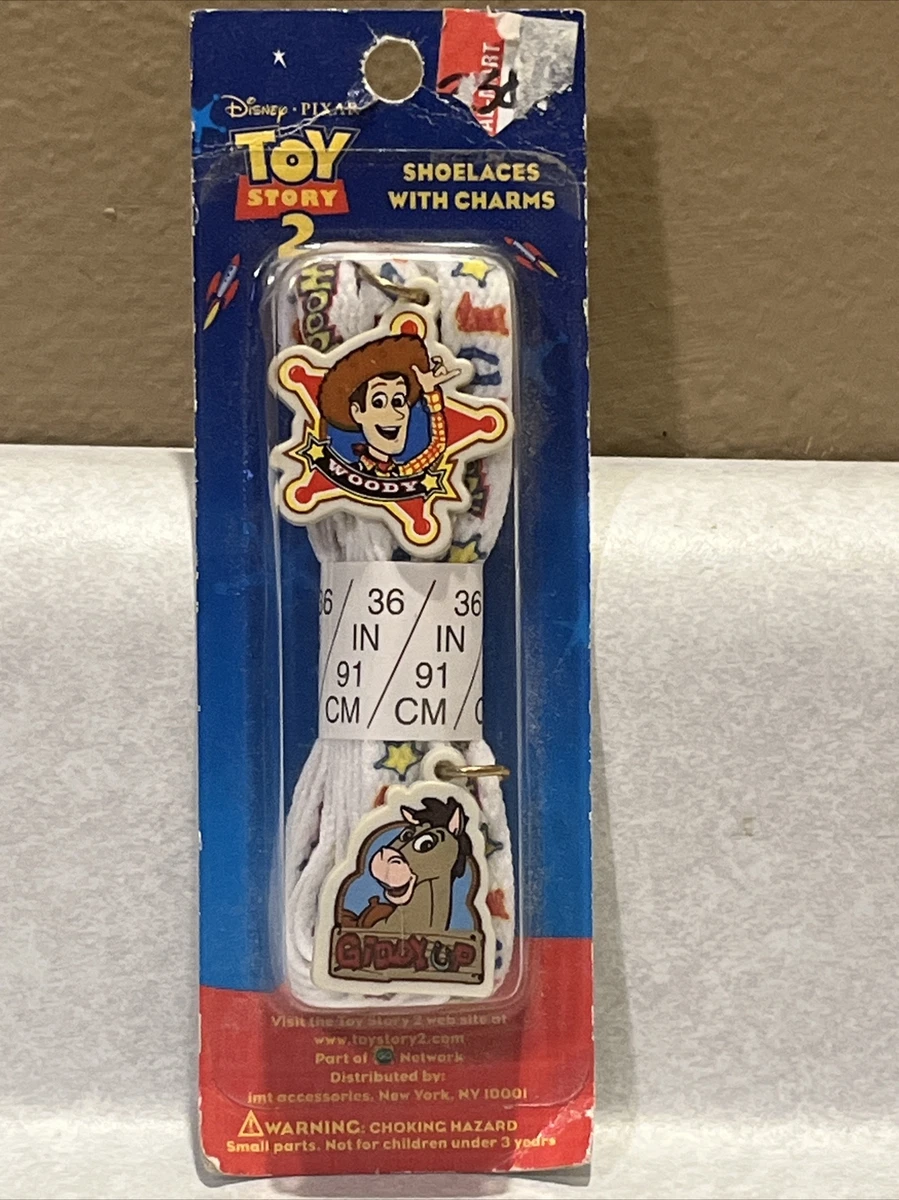 DISNEY • PIXAR
TOY
STORY
2
SHOELACES
WITH CHARMS
WOODY
36 / 36 / 36
IN / IN
91 / 91
CM / CM /
GIDDY UP
Visit the Toy Story 2 web site at
www.toystory2.com
Part of GO Network
Distributed by:
imt accessories, New York, NY 10001
WARNING: CHOKING HAZARD
Small parts. Not for children under 3 years